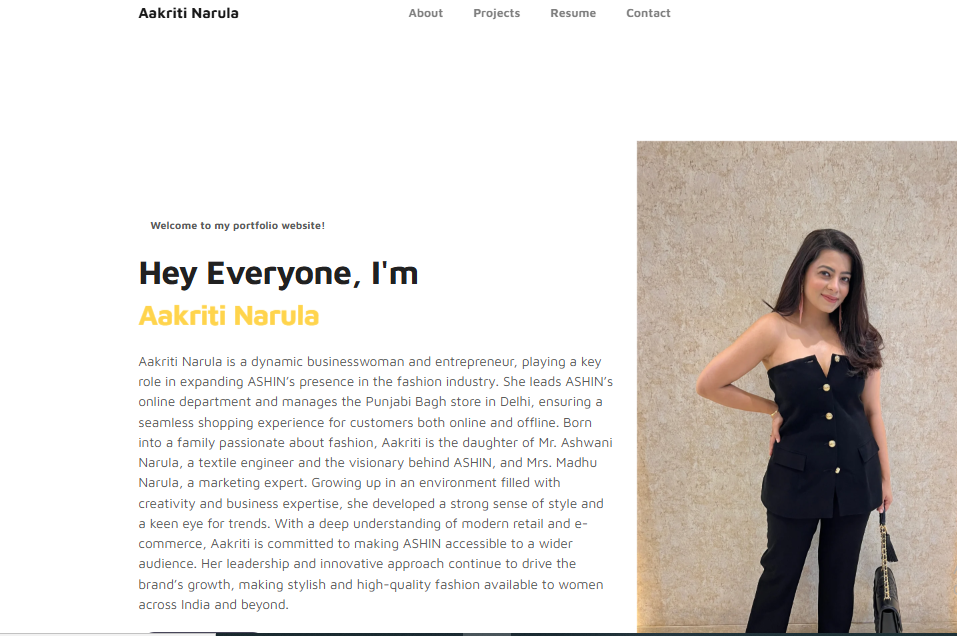 Aakriti Narula
About Projects Resume Contact
Welcome to my portfolio website!
Hey Everyone, I'm
Aakriti Narula
Aakriti Narula is a dynamic businesswoman and entrepreneur, playing a key
role in expanding ASHIN’s presence in the fashion industry. She leads ASHIN’s
online department and manages the Punjabi Bagh store in Delhi, ensuring a
seamless shopping experience for customers both online and offline. Born
into a family passionate about fashion, Aakriti is the daughter of Mr. Ashwani
Narula, a textile engineer and the visionary behind ASHIN, and Mrs. Madhu
Narula, a marketing expert. Growing up in an environment filled with
creativity and business expertise, she developed a strong sense of style and
a keen eye for trends. With a deep understanding of modern retail and e-
commerce, Aakriti is committed to making ASHIN accessible to a wider
audience. Her leadership and innovative approach continue to drive the
brand’s growth, making stylish and high-quality fashion available to women
across India and beyond.